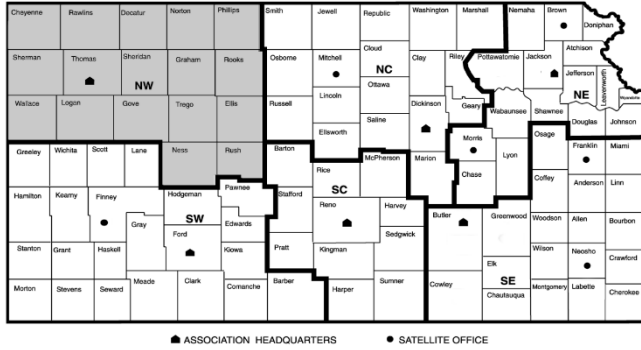 Cheyenne Rawlins Decatur Norton Phillips Smith Jewell Republic Washington Marshall Nemaha Brown Doniphan
Sherman Thomas Sheridan Graham Rooks Osborne Mitchell Cloud Clay Riley Pottawatomie Jackson Atchison
NW NC Jefferson Leavenworth
Ottawa NE
Wallace Logan Gove Trego Ellis Russell Lincoln Dickinson Geary Wabaunsee Shawnee
Saline Douglas Johnson
Ellsworth Morris Osage
Greeley Wichita Scott Lane Ness Rush Barton Marion Lyon Franklin Miami
Rice McPherson Chase
Hamilton Kearny Finney Hodgeman Pawnee Stafford SC Coffey Anderson Linn
SW Edwards Reno Harvey Butler Greenwood Woodson Allen Bourbon
Gray Ford Sedgwick
Stanton Grant Haskell Kiowa Pratt Kingman Elk Wilson Neosho Crawford
SE
Meade Clark Cowley
Morton Stevens Seward Comanche Barber Harper Sumner Chautauqua Montgomery Labette Cherokee
ASSOCIATION HEADQUARTERS SATELLITE OFFICE